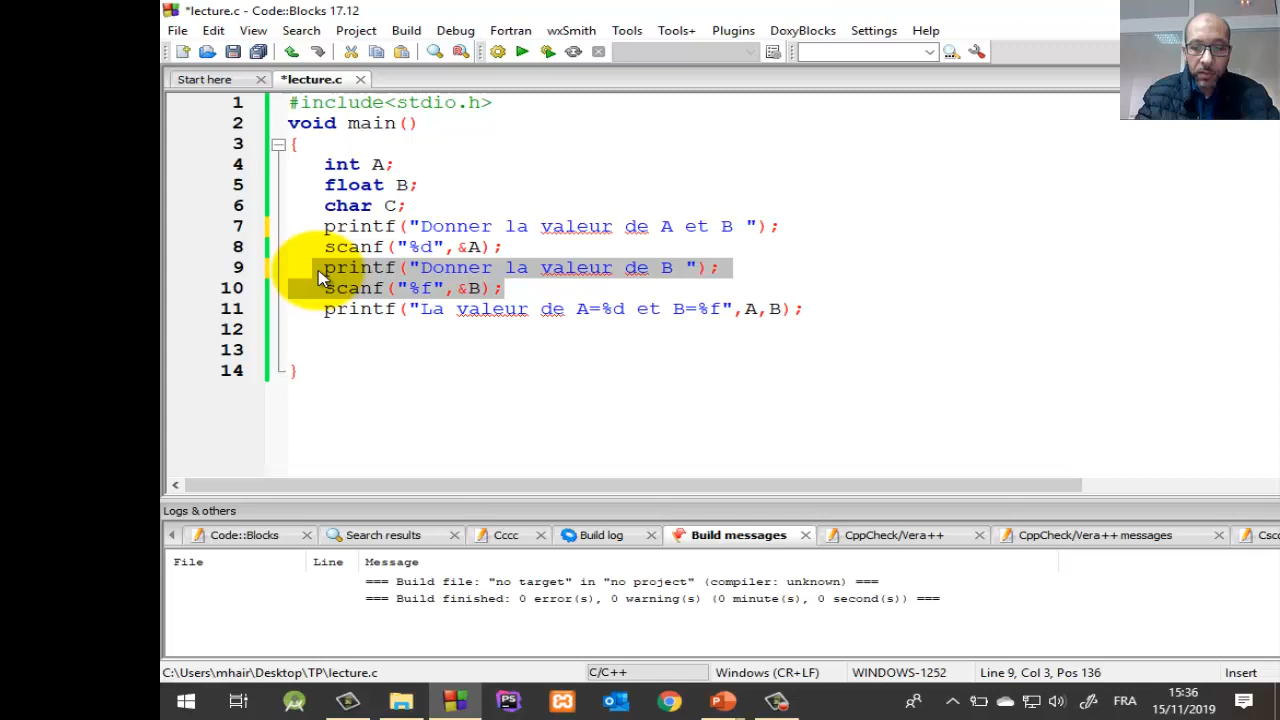 *lecture.c - Code::Blocks 17.12
File Edit View Search Project Build Debug Fortran wxSmith Tools Tools+ Plugins DoxyBlocks Settings Help
Start here *lecture.c
1 #include<stdio.h>
2 void main()
3 {
4 int A;
5 float B;
6 char C;
7 printf("Donner la valeur de A et B ");
8 scanf("%d",&A);
9 printf("Donner la valeur de B ");
10 scanf("%f",&B);
11 printf("La valeur de A=%d et B=%f",A,B);
12
13
14 }
Logs & others
Code::Blocks Search results Cccc Build log Build messages CppCheck/Vera++ CppCheck/Vera++ messages Csco
File Line Message
=== Build file: "no target" in "no project" (compiler: unknown) ===
=== Build finished: 0 error(s), 0 warning(s) (0 minute(s), 0 second(s)) ===
C:\Users\mhair\Desktop\TP\lecture.c C/C++ Windows (CR+LF) WINDOWS-1252 Line 9, Col 3, Pos 136 Insert
PS FRA 15:36
15/11/2019